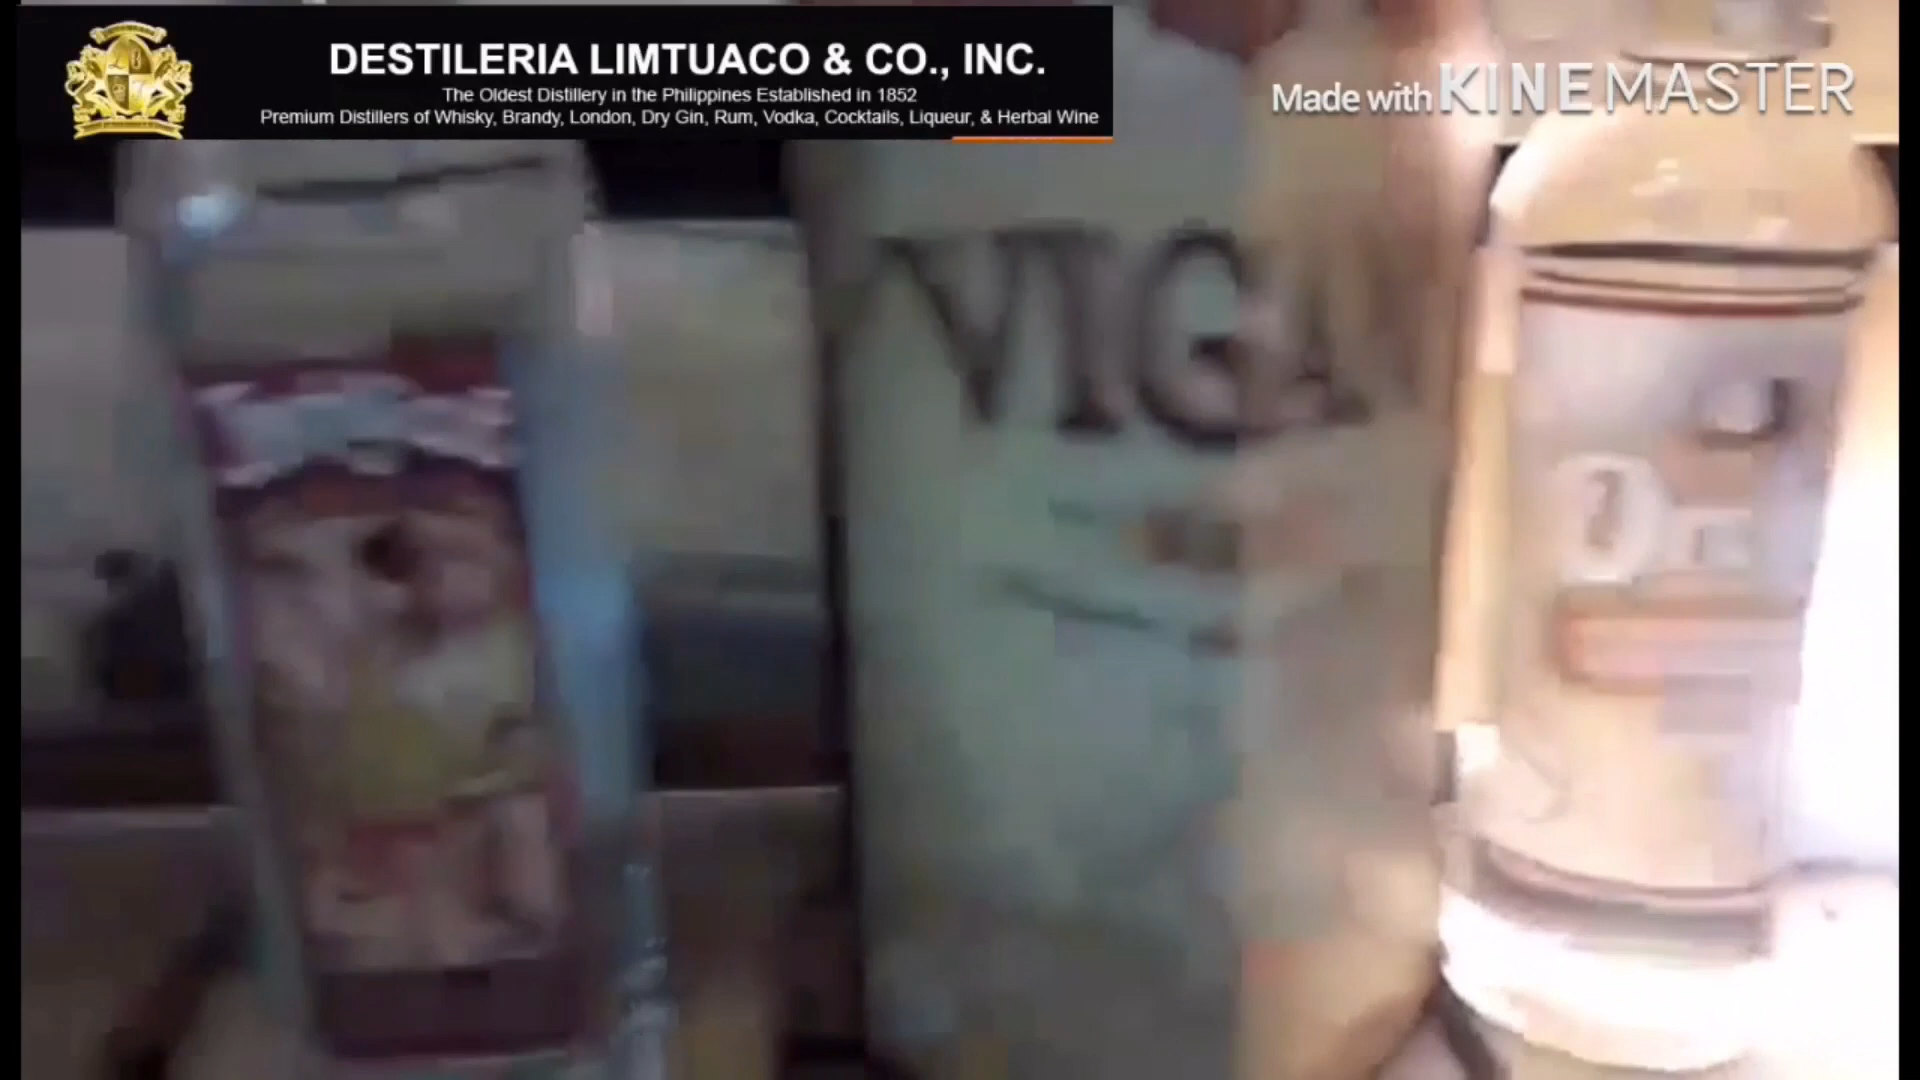 DESTILERIA LIMTUACO & CO., INC.
The Oldest Distillery in the Philippines Established in 1852
Premium Distillers of Whisky, Brandy, London, Dry Gin, Rum, Vodka, Cocktails, Liqueur, & Herbal Wine
Made with KINEMASTER
VIGAN